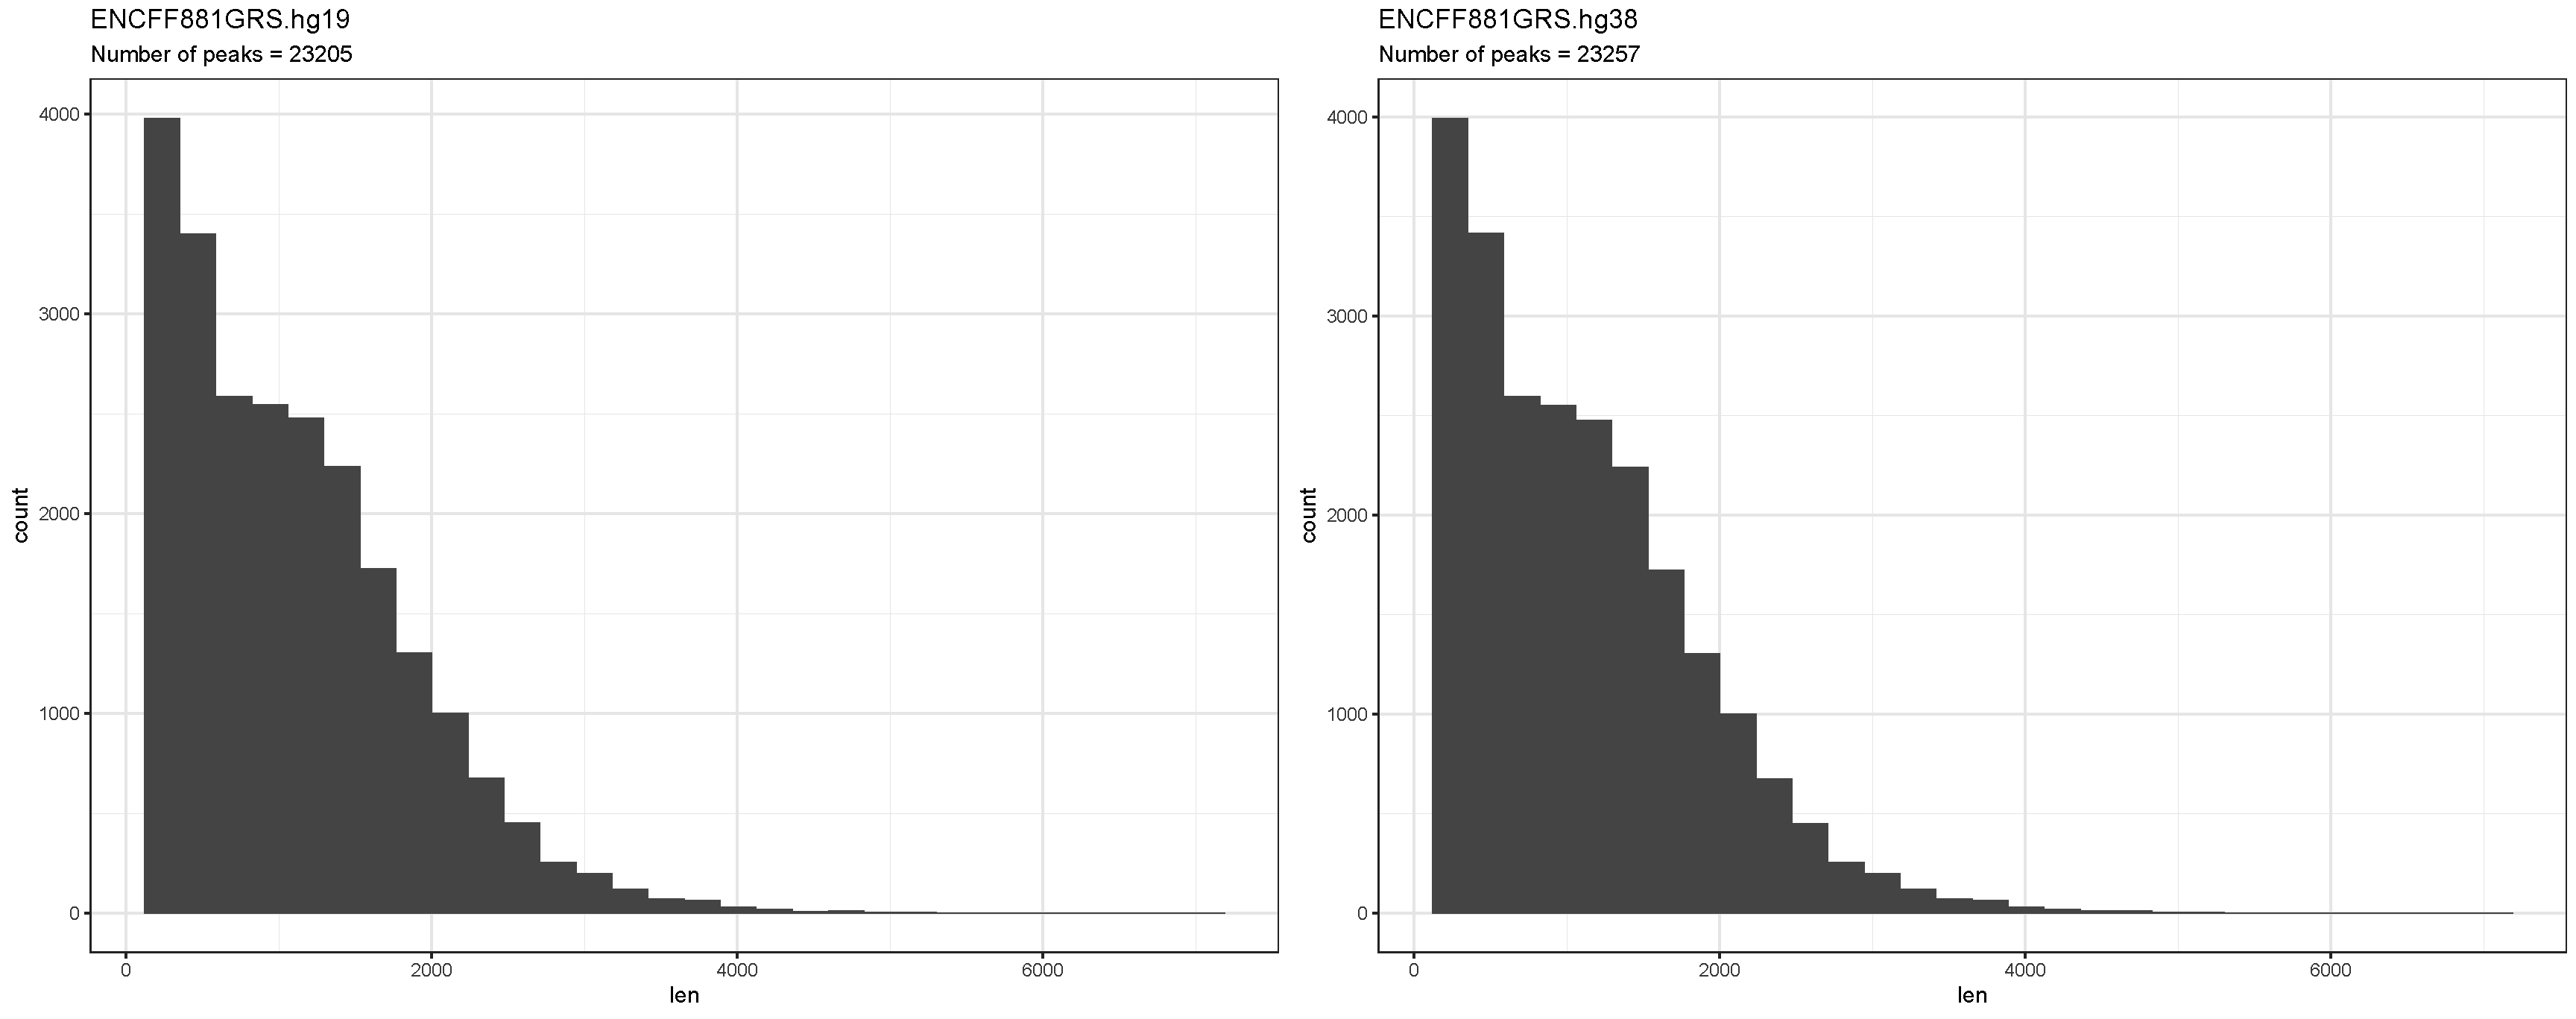 ENCFF881GRS.hg19
Number of peaks = 23205
4000
3000
2000
1000
0
count
0 2000 4000 6000
len
ENCFF881GRS.hg38
Number of peaks = 23257
4000
3000
2000
1000
0
count
0 2000 4000 6000
len